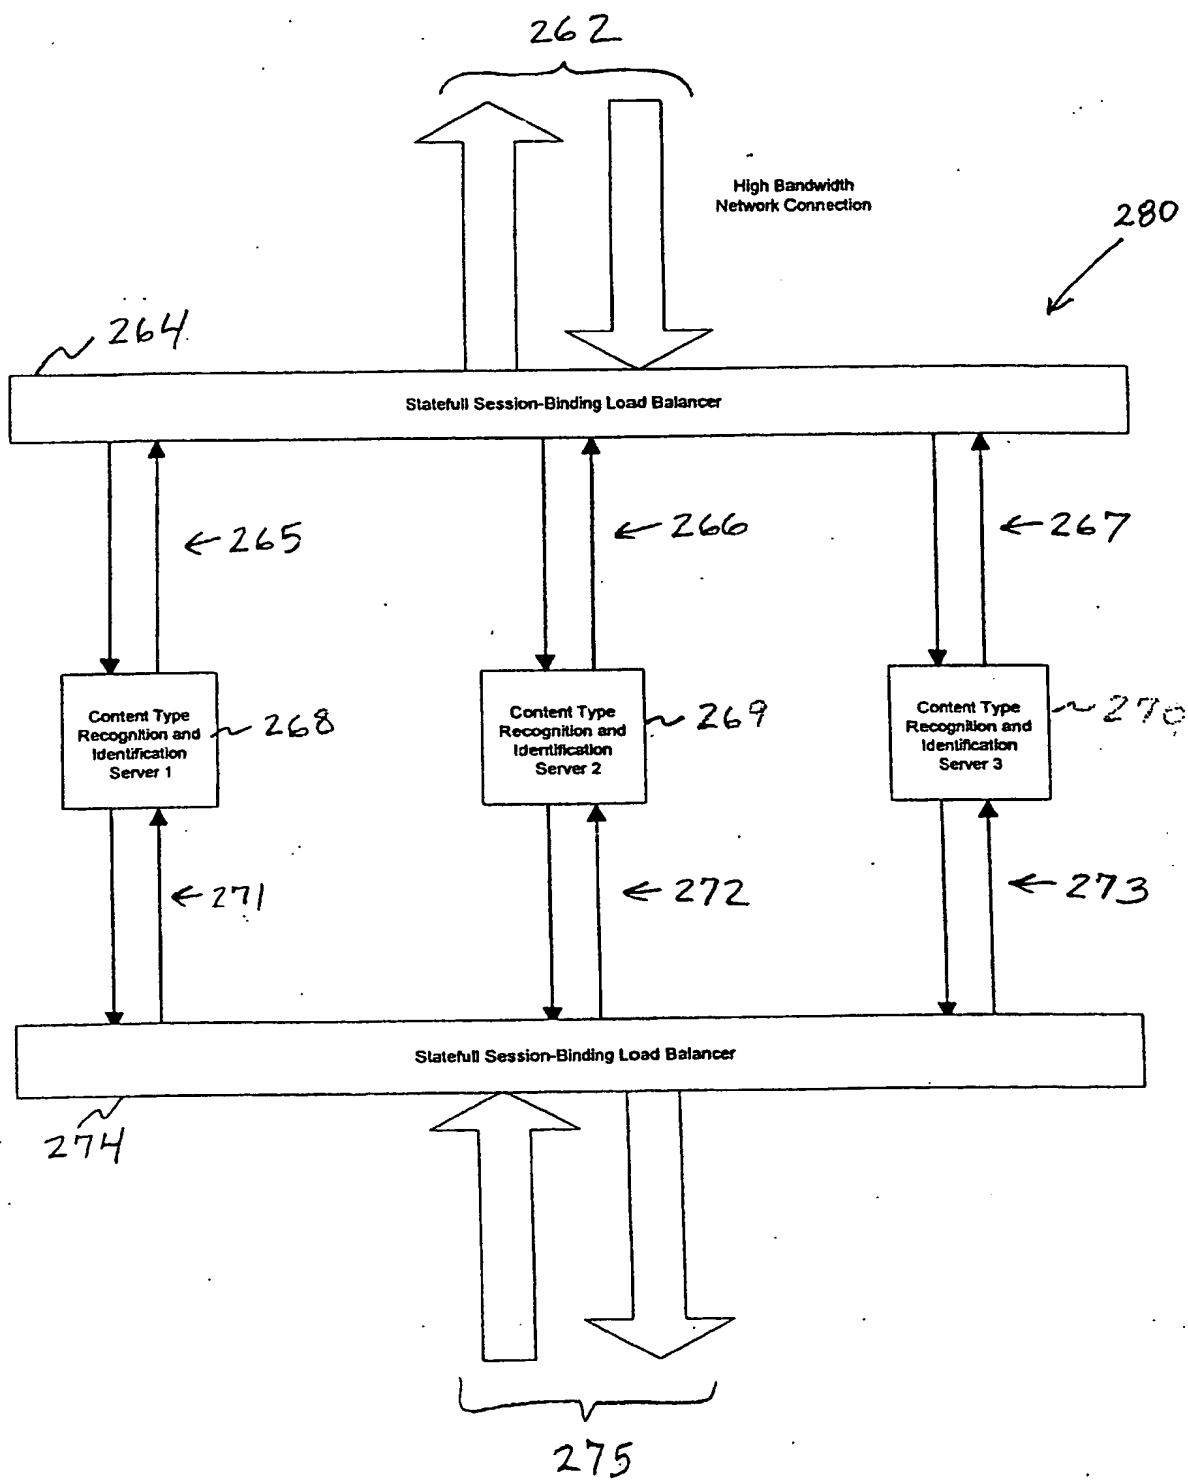 262
High Bandwidth
Network Connection
280
264
Statefull Session-Binding Load Balancer
265
266
267
Content Type
Recognition and
Identification
Server 1
268
Content Type
Recognition and
Identification
Server 2
269
Content Type
Recognition and
Identification
Server 3
270
271
272
273
Statefull Session-Binding Load Balancer
274
275